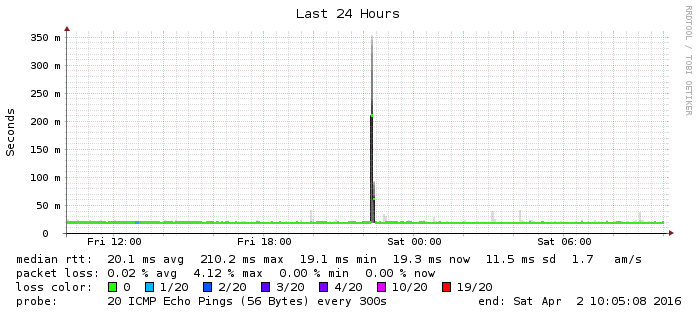 Last 24 Hours
RRDTOOL / TOBI OETIKER
Seconds
350 m
300 m
250 m
200 m
150 m
100 m
50 m
0
Fri 12:00 Fri 18:00 Sat 00:00 Sat 06:00
median rtt: 20.1 ms avg 210.2 ms max 19.1 ms min 19.3 ms now 11.5 ms sd 1.7 am/s
packet loss: 0.02 % avg 4.12 % max 0.00 % min 0.00 % now
loss color: 0 1/20 2/20 3/20 4/20 10/20 19/20
probe: 20 ICMP Echo Pings (56 Bytes) every 300s end: Sat Apr 2 10:05:08 2016